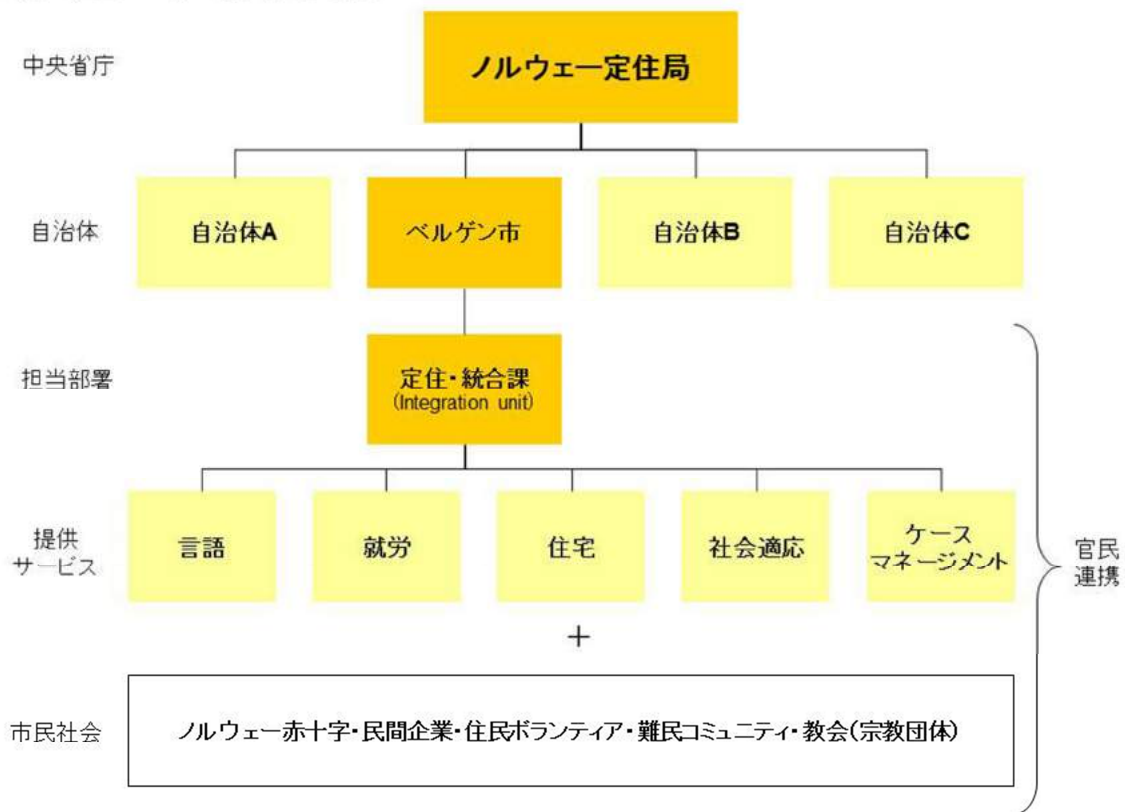 中央省庁
ノルウェー定住局
自治体
自治体A
ベルゲン市
自治体B
自治体C
担当部署
定住・統合課
(Integration unit)
提供
サービス
言語
就労
住宅
社会適応
ケース
マネージメント
官民
連携
+
市民社会
ノルウェー赤十字・民間企業・住民ボランティア・難民コミュニティ・教会(宗教団体)